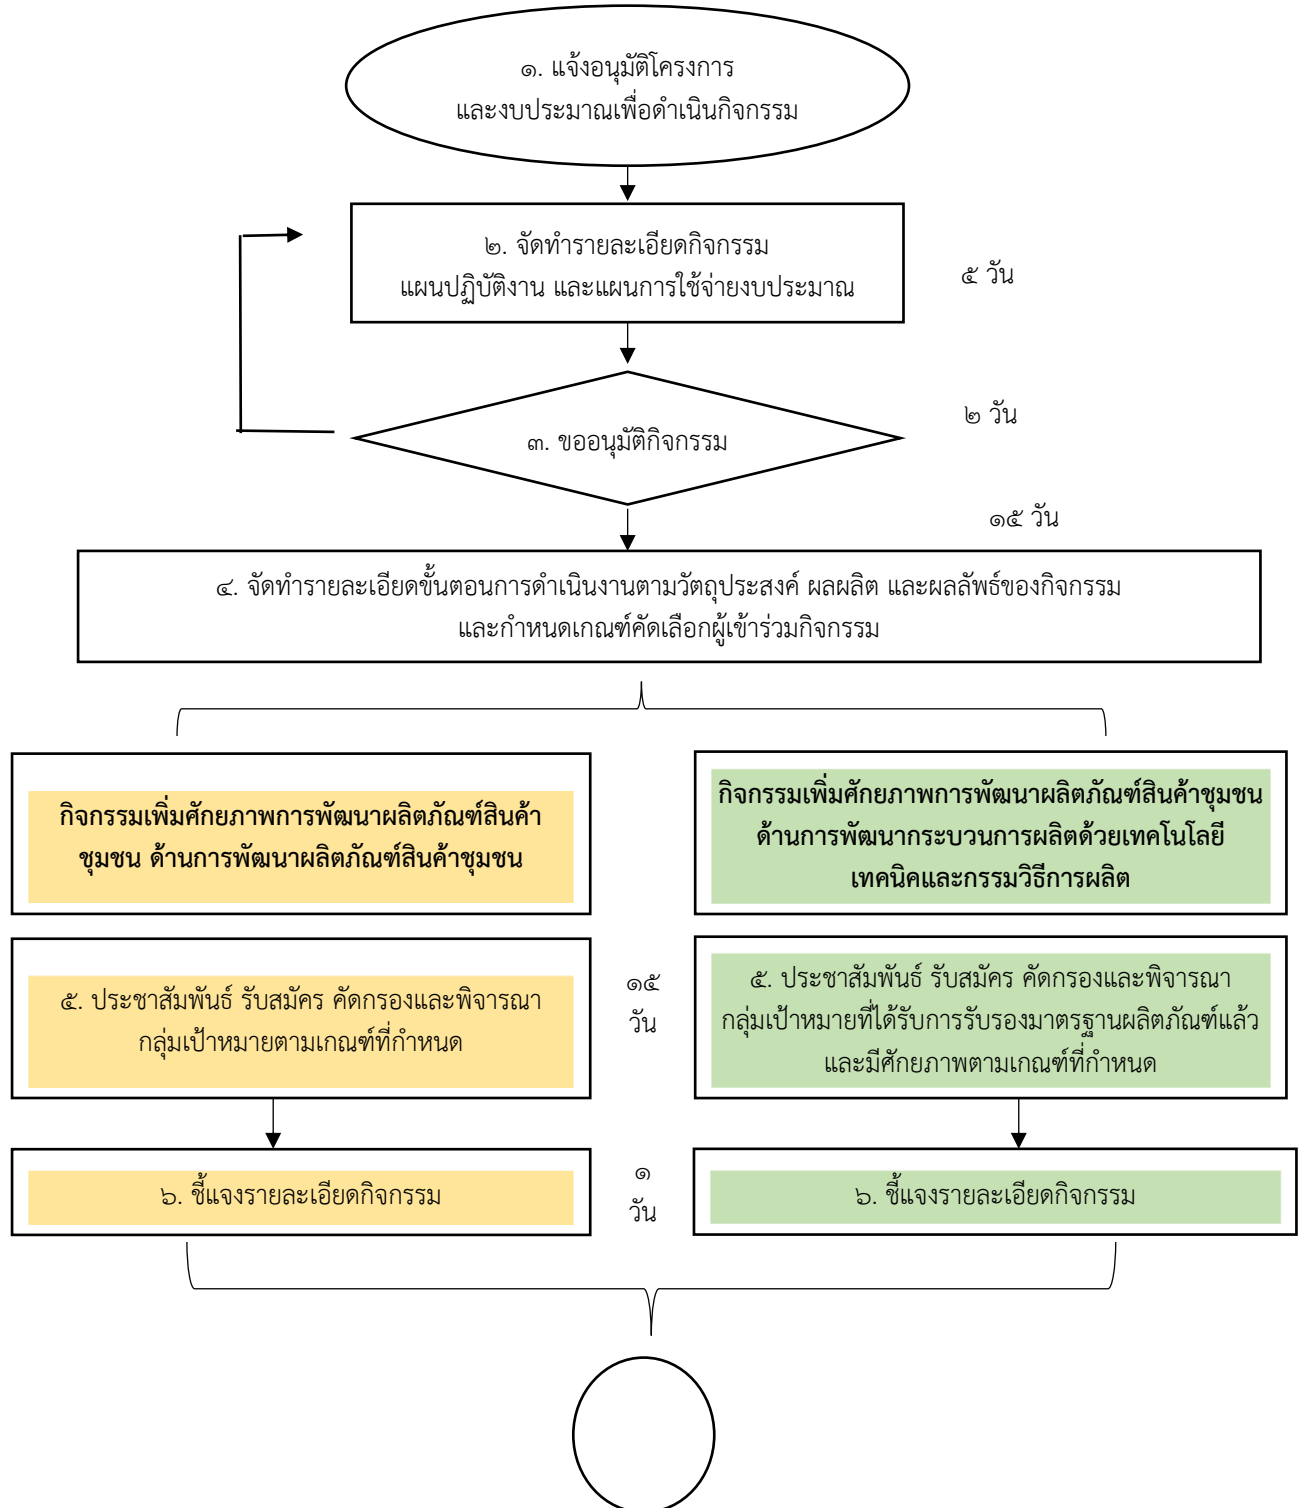 ๑. แจ้งอนุมัติโครงการ
และงบประมาณเพื่อดำเนินกิจกรรม
๒. จัดทำรายละเอียดกิจกรรม
แผนปฏิบัติงาน และแผนการใช้จ่ายงบประมาณ
๕ วัน
๒ วัน
๓. ขออนุมัติกิจกรรม
๑๕ วัน
๔. จัดทำรายละเอียดขั้นตอนการดำเนินงานตามวัตถุประสงค์ ผลผลิต และผลลัพธ์ของกิจกรรม
และกำหนดเกณฑ์คัดเลือกผู้เข้าร่วมกิจกรรม
กิจกรรมเพิ่มศักยภาพการพัฒนาผลิตภัณฑ์สินค้า
ชุมชน ด้านการพัฒนาผลิตภัณฑ์สินค้าชุมชน
กิจกรรมเพิ่มศักยภาพการพัฒนาผลิตภัณฑ์สินค้าชุมชน
ด้านการพัฒนากระบวนการผลิตด้วยเทคโนโลยี
เทคนิคและกรรมวิธีการผลิต
๕. ประชาสัมพันธ์ รับสมัคร คัดกรองและพิจารณา
กลุ่มเป้าหมายตามเกณฑ์ที่กำหนด
๑๕
วัน
๕. ประชาสัมพันธ์ รับสมัคร คัดกรองและพิจารณา
กลุ่มเป้าหมายที่ได้รับการรับรองมาตรฐานผลิตภัณฑ์แล้ว
และมีศักยภาพตามเกณฑ์ที่กำหนด
๖. ชี้แจงรายละเอียดกิจกรรม
๑
วัน
๖. ชี้แจงรายละเอียดกิจกรรม